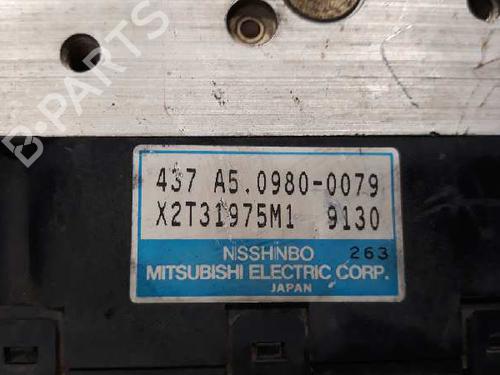 B-PARTS
437 A5.0980-0079
X2T31975M1 9130
NISSHINBO 263
MITSUBISHI ELECTRIC CORP.
JAPAN